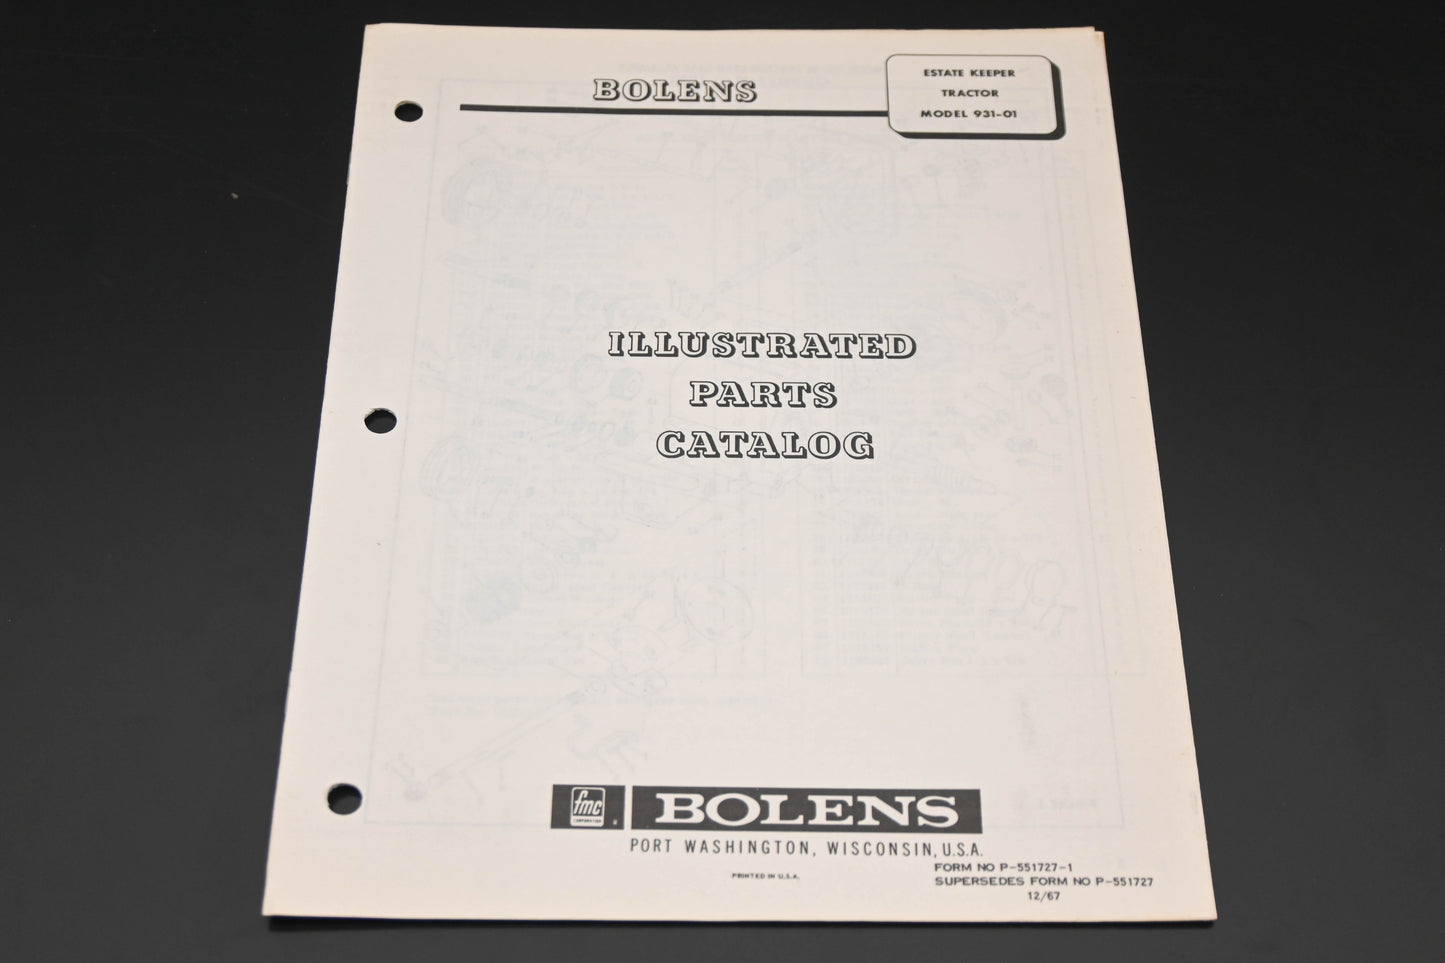 BOLENS
ESTATE KEEPER
TRACTOR
MODEL 931-01
ILLUSTRATED
PARTS
CATALOG
fmc
CORPORATION
BOLENS
PORT WASHINGTON, WISCONSIN, U.S.A.
PRINTED IN U.S.A.
FORM NO P-551727-1
SUPERSEDES FORM NO P-551727
12/67